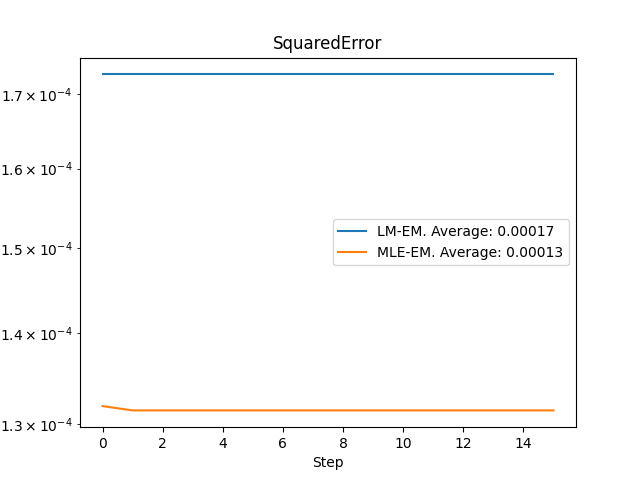 SquaredError
1.7 × 10⁻⁴
1.6 × 10⁻⁴
1.5 × 10⁻⁴
1.4 × 10⁻⁴
1.3 × 10⁻⁴
LM-EM. Average: 0.00017
MLE-EM. Average: 0.00013
0 2 4 6 8 10 12 14
Step